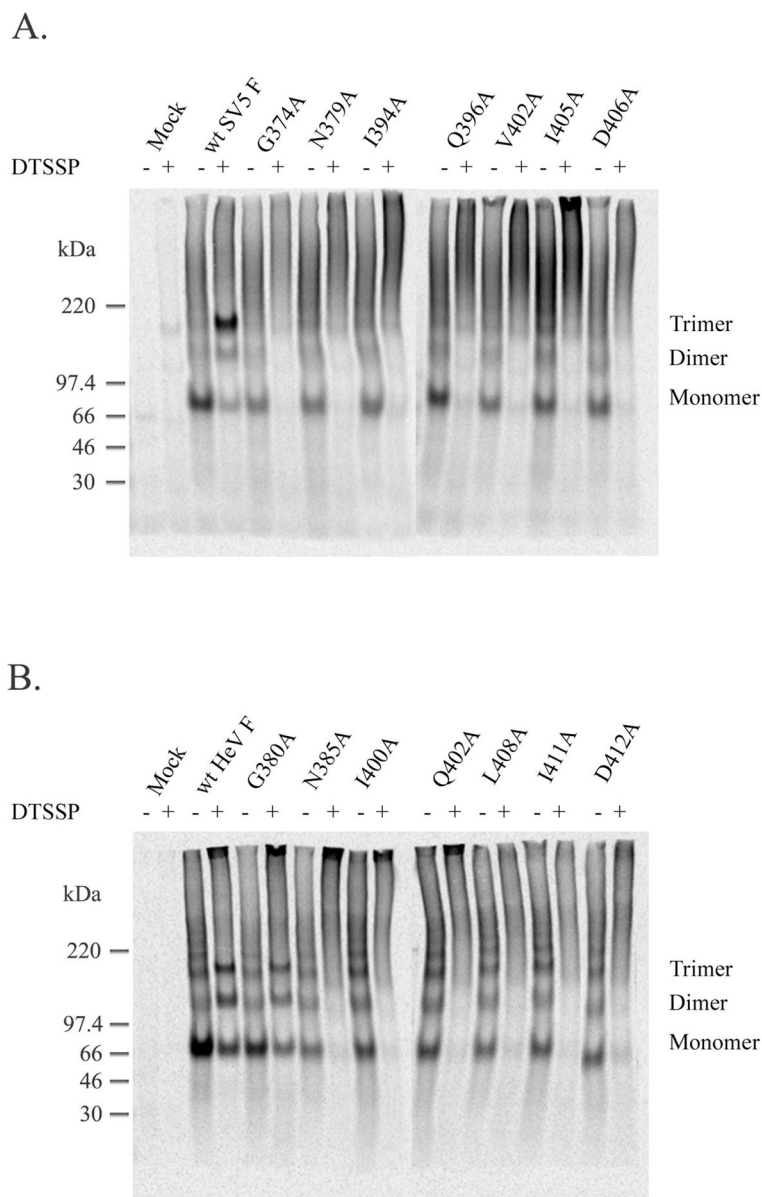 A.
Mock wt SV5 F G374A N379A I394A Q396A V402A I405A D406A
DTSSP - + - + - + - + - + - + - + - + - +
kDa
220
Trimer
Dimer
97.4
Monomer
66
46
30
B.
Mock wt HeV F G380A N385A I400A Q402A L408A I411A D412A
DTSSP - + - + - + - + - + - + - + - + - +
kDa
220
Trimer
Dimer
97.4
Monomer
66
46
30